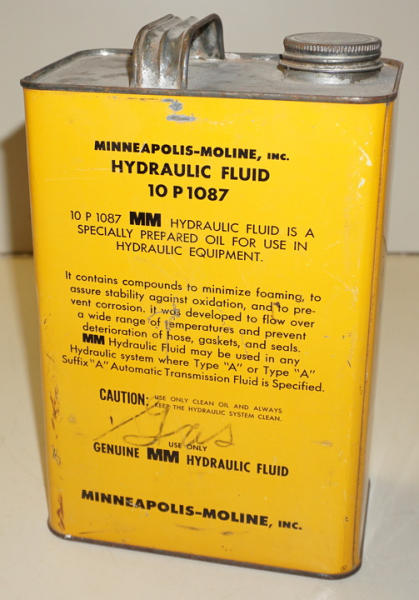 MINNEAPOLIS-MOLINE, INC.
HYDRAULIC FLUID
10 P 1087
10 P 1087 MM HYDRAULIC FLUID IS A
SPECIALLY PREPARED OIL FOR USE IN
HYDRAULIC EQUIPMENT.
It contains compounds to minimize foaming, to
assure stability against oxidation, and to pre-
vent corrosion. It was developed to flow over
a wide range of temperatures and prevent
deterioration of hose, gaskets, and seals.
MM Hydraulic Fluid may be used in any
Hydraulic system where Type "A" or Type "A"
Suffix "A" Automatic Transmission Fluid is Specified.
CAUTION: USE ONLY CLEAN OIL AND ALWAYS
KEEP THE HYDRAULIC SYSTEM CLEAN.
Gas
USE ONLY
GENUINE MM HYDRAULIC FLUID
MINNEAPOLIS-MOLINE, INC.